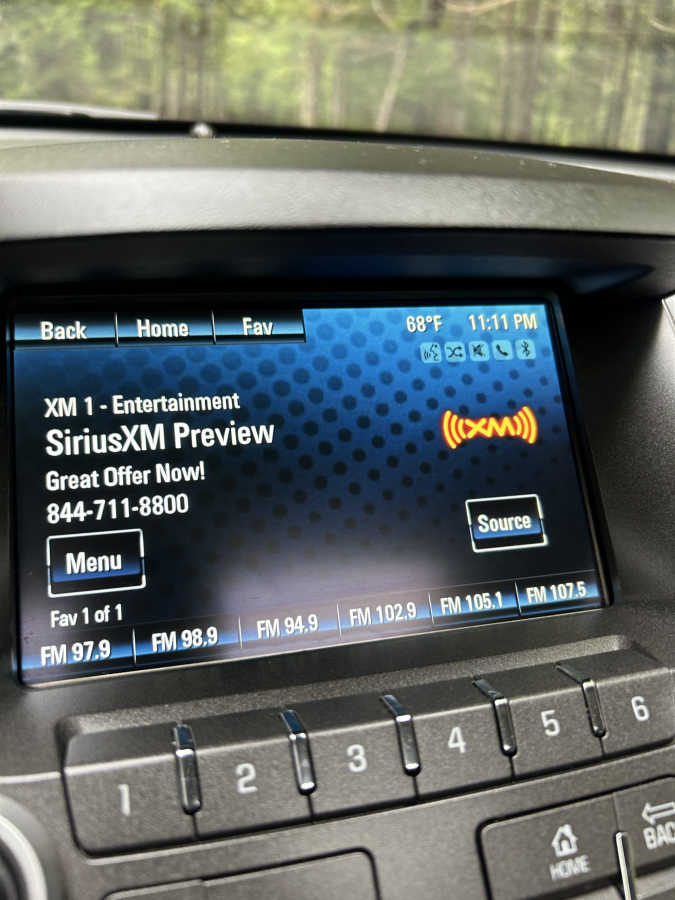 Back Home Fav 68°F 11:11 PM
XM 1 - Entertainment
SiriusXM Preview
((XM))
Great Offer Now!
844-711-8800
Source
Menu
Fav 1 of 1
FM 97.9 FM 98.9 FM 94.9 FM 102.9 FM 105.1 FM 107.5
1 2 3 4 5 6
HOME BAC